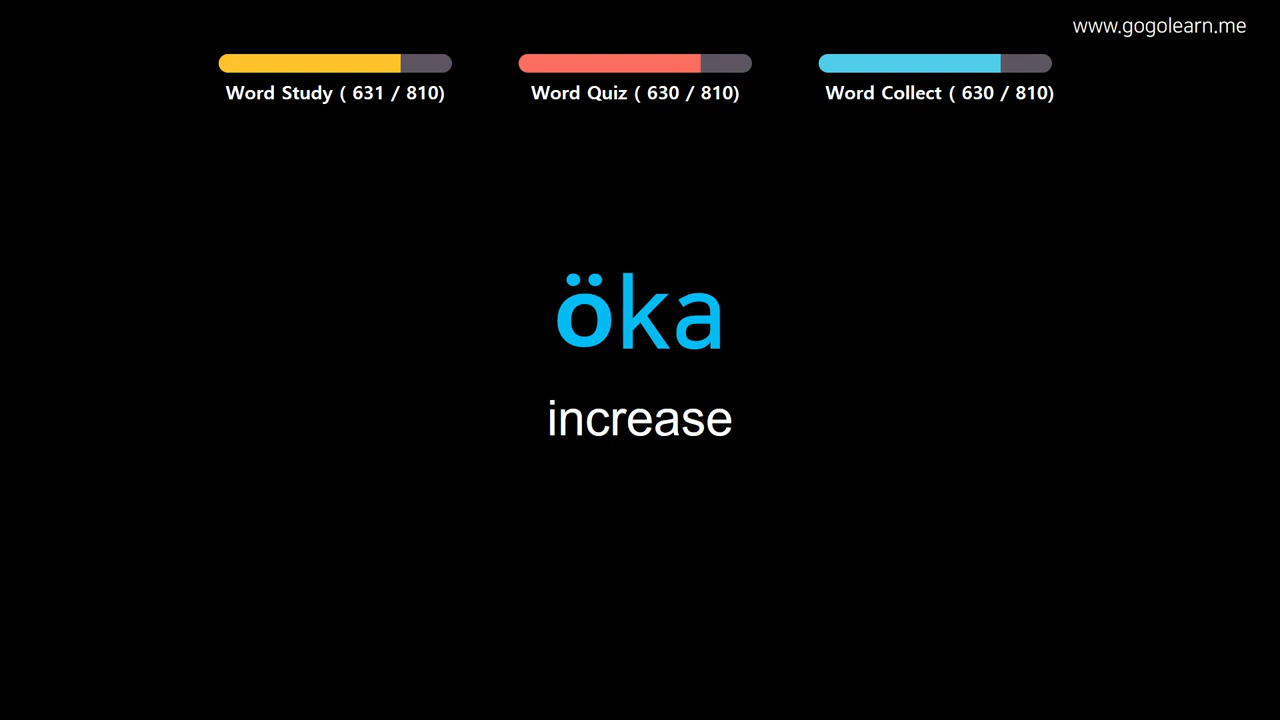 www.gogolearn.me
Word Study ( 631 / 810)
Word Quiz ( 630 / 810)
Word Collect ( 630 / 810)
öka
increase